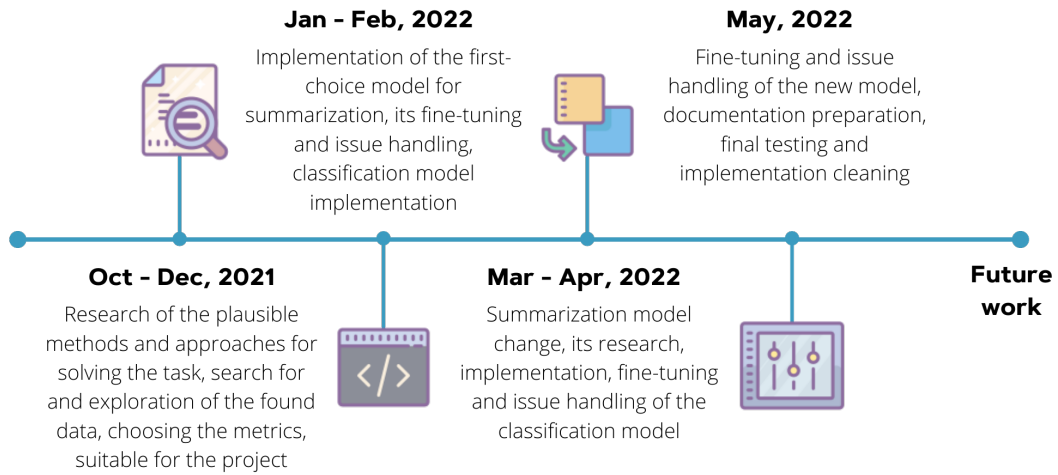 Jan - Feb, 2022
Implementation of the first-
choice model for
summarization, its fine-tuning
and issue handling,
classification model
implementation
May, 2022
Fine-tuning and issue
handling of the new model,
documentation preparation,
final testing and
implementation cleaning
Oct - Dec, 2021
Research of the plausible
methods and approaches for
solving the task, search for
and exploration of the found
data, choosing the metrics,
suitable for the project
</>
Mar - Apr, 2022
Summarization model
change, its research,
implementation, fine-tuning
and issue handling of the
classification model
Future
work